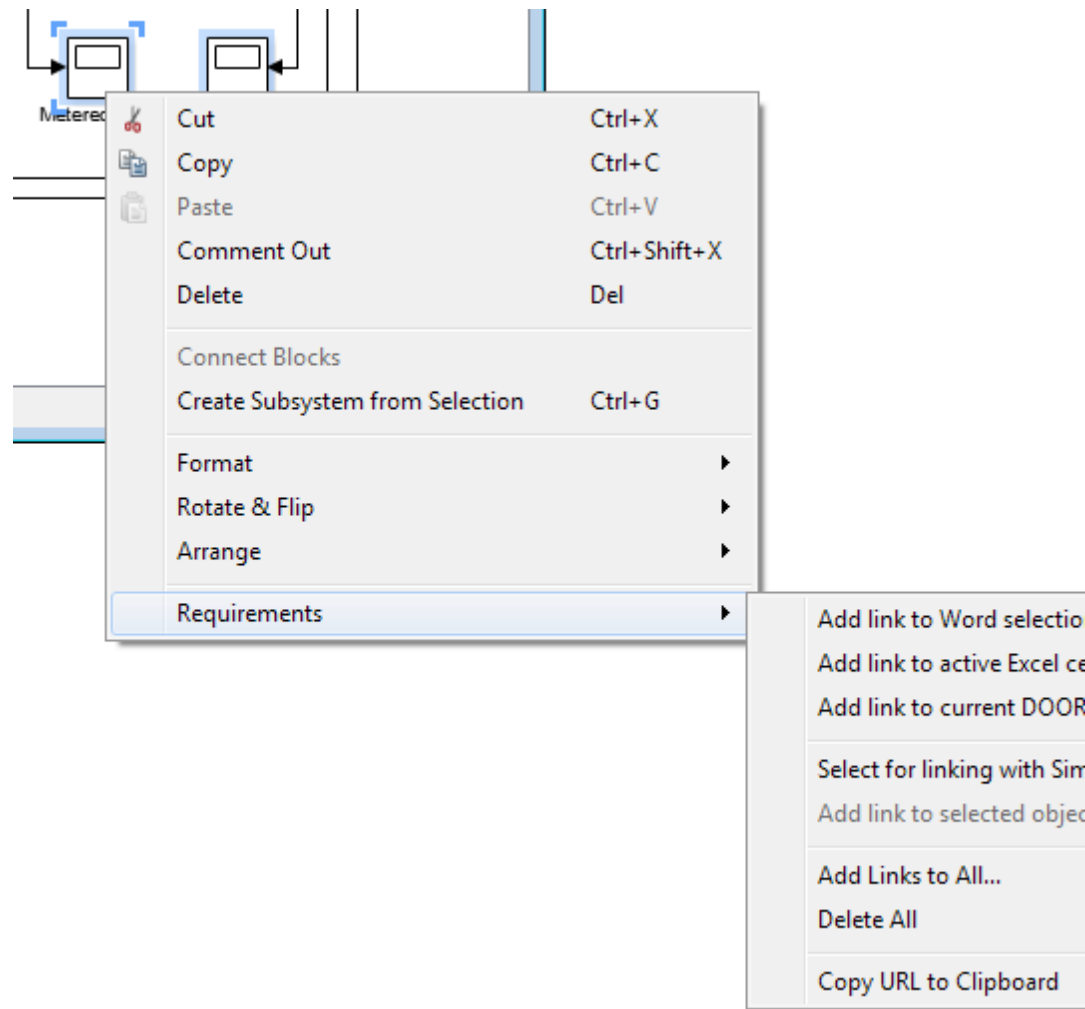 Metered
Cut Ctrl+X
Copy Ctrl+C
Paste Ctrl+V
Comment Out Ctrl+Shift+X
Delete Del
Connect Blocks
Create Subsystem from Selection Ctrl+G
Format
Rotate & Flip
Arrange
Requirements
Add link to Word selectio
Add link to active Excel ce
Add link to current DOOR
Select for linking with Sim
Add link to selected objec
Add Links to All...
Delete All
Copy URL to Clipboard